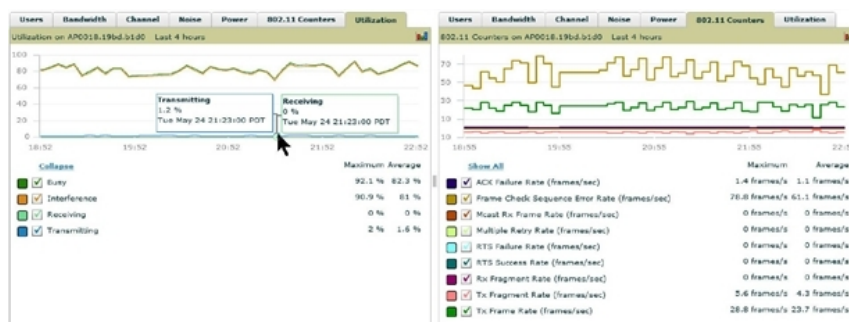 Users Bandwidth Channel Noise Power 802.11 Counters Utilization
Utilization on AP0018.19bd.b1d0 Last 4 hours
100
80
60
40
20
0
Transmitting
1.2 %
Tue May 24 21:23:00 PDT
Receiving
0 %
Tue May 24 21:23:00 PDT
18:52 19:52 20:52 21:52 22:52
Collapse Maximum Average
Busy 92.1 % 82.3 %
Interference 90.9 % 81 %
Receiving 0 % 0 %
Transmitting 2 % 1.6 %
Users Bandwidth Channel Noise Power 802.11 Counters Utilization
802.11 Counters on AP0018.19bd.b1d0 Last 4 hours
70
50
30
10
18:55 19:55 20:55 21:55 22:5
Show All Maximum Average
ACK Failure Rate (frames/sec) 1.4 frames/s 1.1 frames/s
Frame Check Sequence Error Rate (frames/sec) 78.8 frames/s 61.1 frames/s
Mcast Rx Frame Rate (frames/sec) 0 frames/s 0 frames/s
Multiple Retry Rate (frames/sec) 0 frames/s 0 frames/s
RTS Failure Rate (frames/sec) 0 frames/s 0 frames/s
RTS Success Rate (frames/sec) 0 frames/s 0 frames/s
Rx Fragment Rate (frames/sec) 0 frames/s 0 frames/s
Tx Fragment Rate (frames/sec) 5.6 frames/s 4.3 frames/s
Tx Frame Rate (frames/sec) 28.8 frames/s 23.7 frames/s